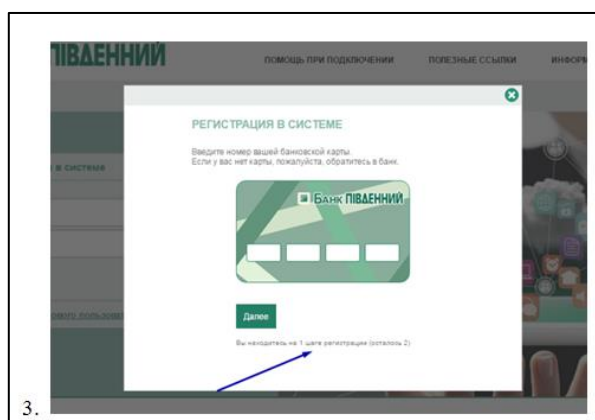 ПІВДЕННИЙ
ПОМОЩЬ ПРИ ПОДКЛЮЧЕНИИ ПОЛЕЗНЫЕ ССЫЛКИ ИНФОРМ
РЕГИСТРАЦИЯ В СИСТЕМЕ
в системе
Введите номер вашей банковской карты.
Если у вас нет карты, пожалуйста, обратитесь в банк.
БАНК ПІВДЕННИЙ
Далее
Вы находитесь на 1 шаге регистрации (осталось 2)
3.